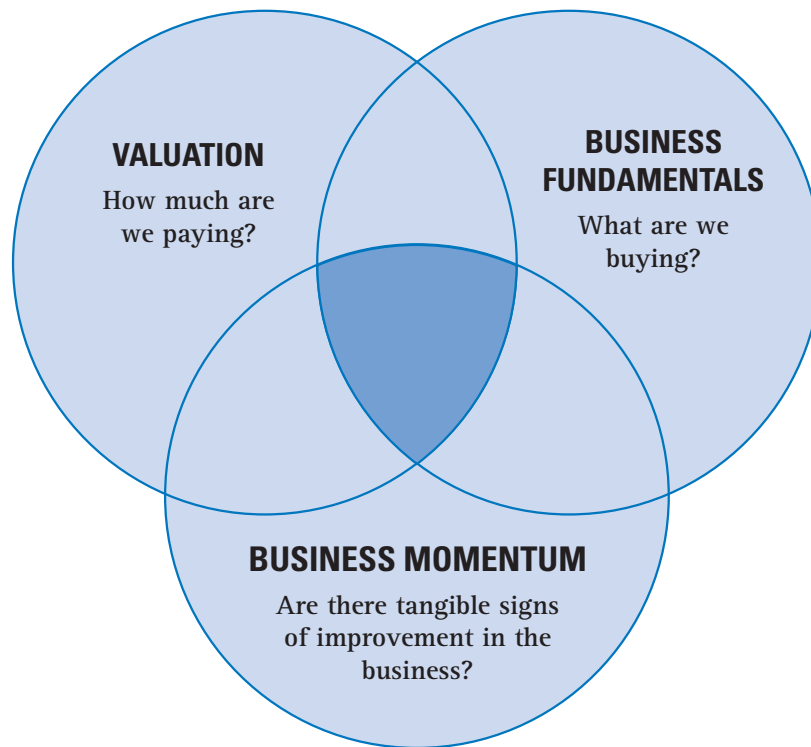 VALUATION
How much are
we paying?
BUSINESS
FUNDAMENTALS
What are we
buying?
BUSINESS MOMENTUM
Are there tangible signs
of improvement in the
business?